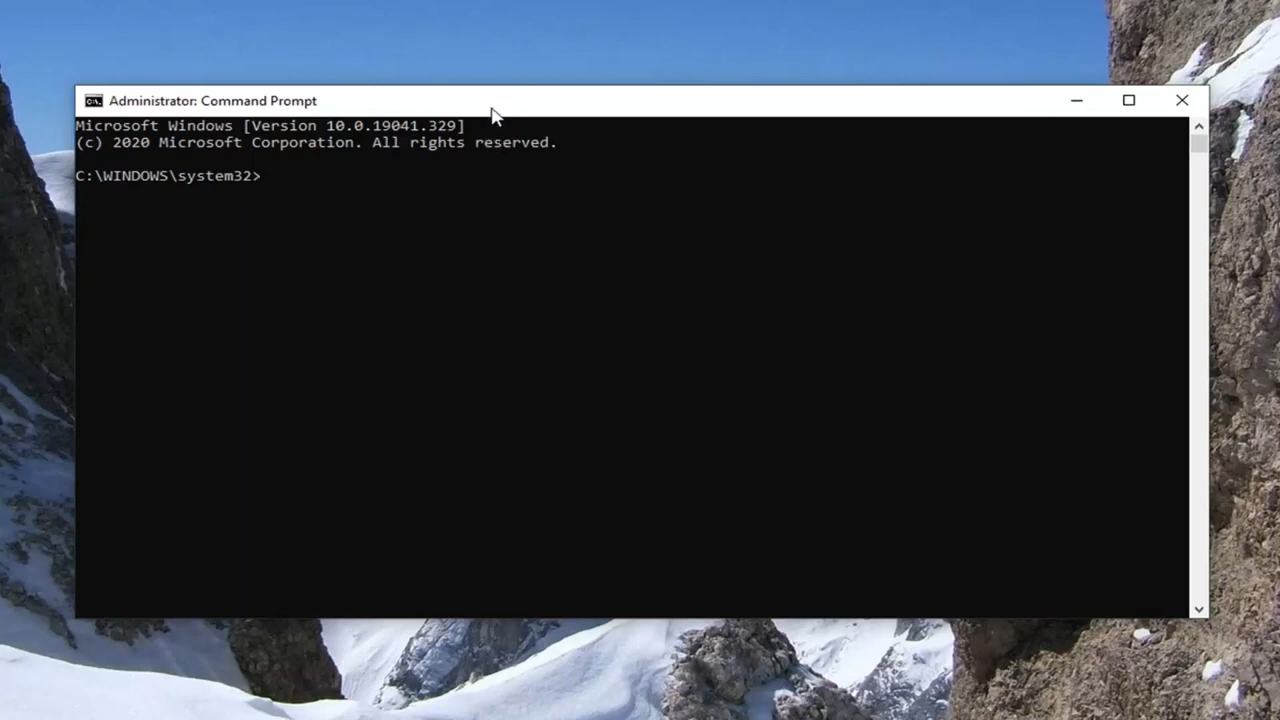 Administrator: Command Prompt
Microsoft Windows [Version 10.0.19041.329]
(c) 2020 Microsoft Corporation. All rights reserved.
C:\WINDOWS\system32>